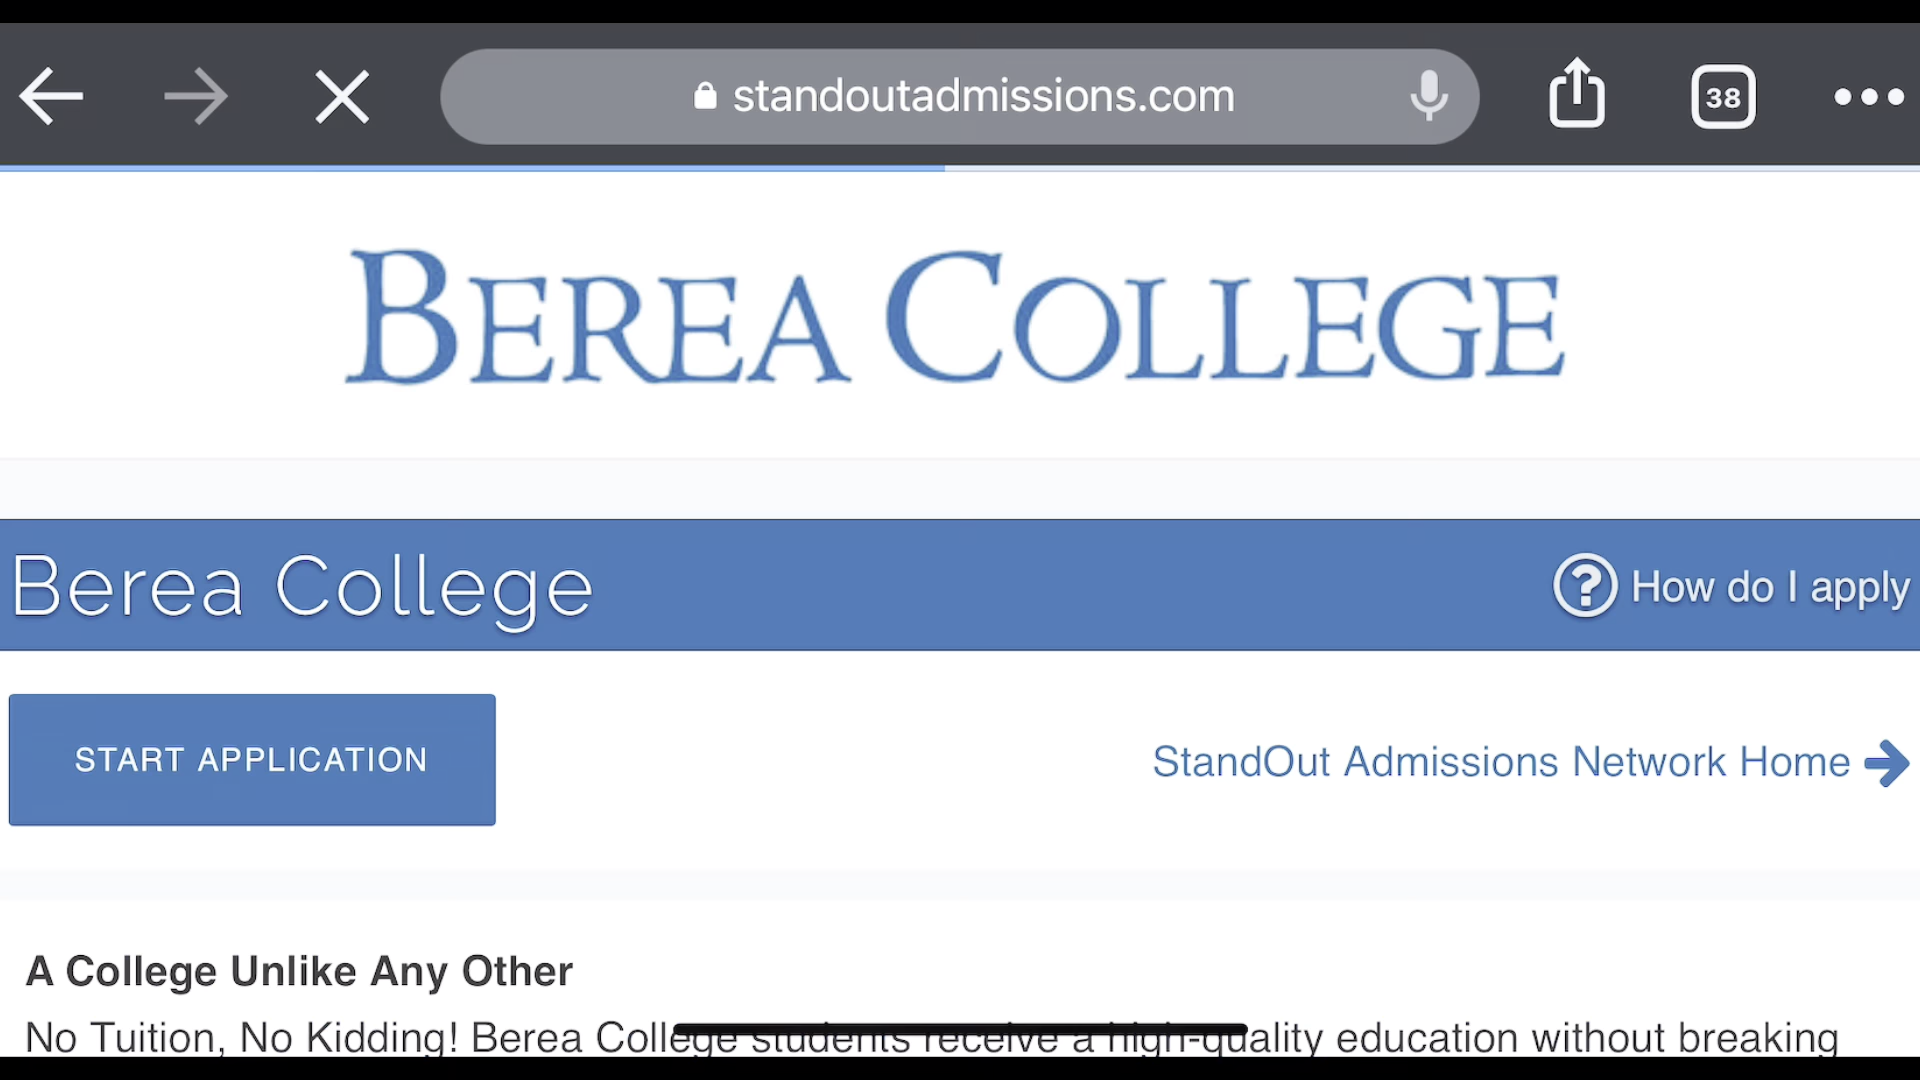 standoutadmissions.com
38
BEREA COLLEGE
Berea College
How do I apply
START APPLICATION
StandOut Admissions Network Home
A College Unlike Any Other
No Tuition, No Kidding! Berea College students receive a high-quality education without breaking